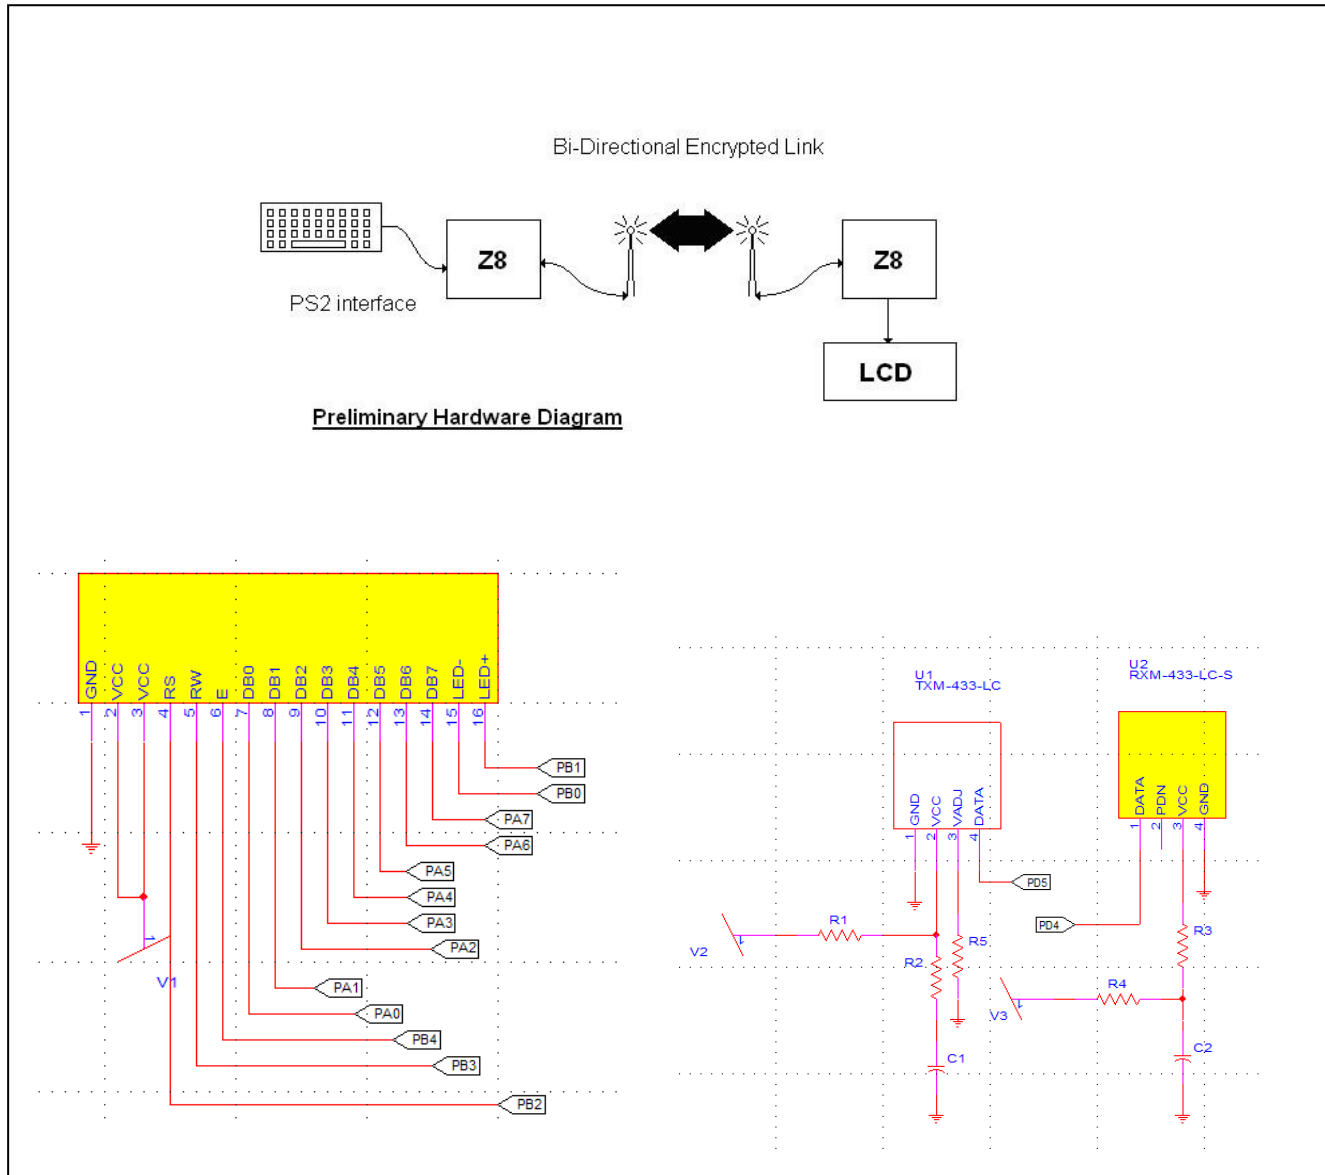 Bi-Directional Encrypted Link
Z8
Z8
PS2 interface
LCD
Preliminary Hardware Diagram
GND
VCC
VCC
RS
RW
E
DB0
DB1
DB2
DB3
DB4
DB5
DB6
DB7
LED-
LED+
1
2
3
4
5
6
7
8
9
10
11
12
13
14
15
16
PB1
PB0
PA7
PA6
PA5
PA4
PA3
PA2
1
V1
PA1
PA0
PB4
PB3
PB2
U1
TXM-433-LC
GND
VCC
VADJ
DATA
1
2
3
4
PD5
R1
V2
1
R2
R5
C1
U2
RXM-433-LC-S
DATA
PDN
VCC
GND
1
2
3
4
PD4
R3
R4
V3
1
C2